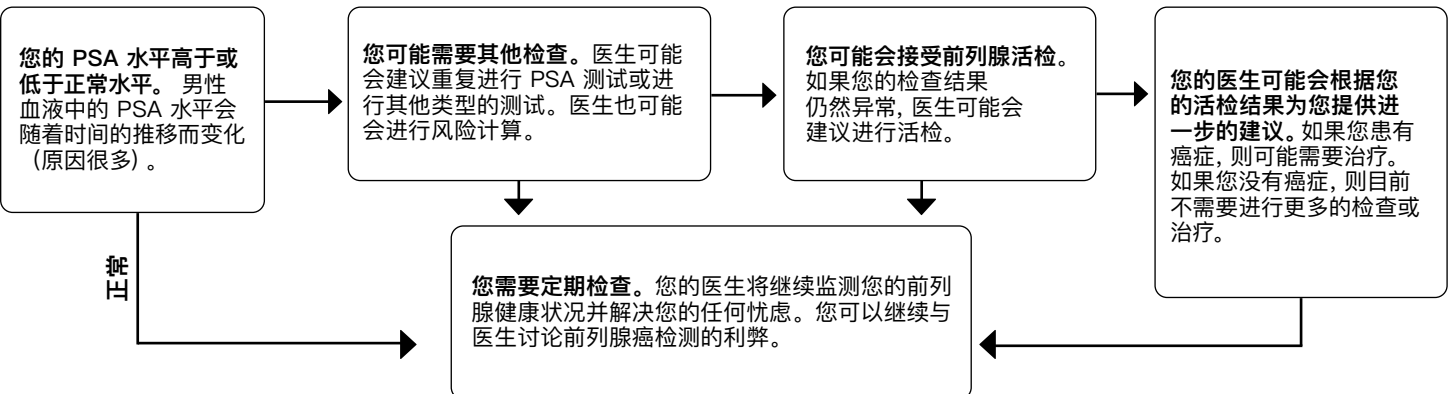 您的 PSA 水平高于或
低于正常水平。 男性
血液中的 PSA 水平会
随着时间的推移而变化
（原因很多）。
您可能需要其他检查。医生可能
会建议重复进行 PSA 测试或进
行其他类型的测试。医生也可能
会进行风险计算。
您可能会接受前列腺活检。
如果您的检查结果
仍然异常，医生可能会
建议进行活检。
您的医生可能会根据您
的活检结果为您提供进
一步的建议。如果您患有
癌症，则可能需要治疗。
如果您没有癌症，则目前
不需要进行更多的检查或
治疗。
正常
您需要定期检查。您的医生将继续监测您的前列
腺健康状况并解决您的任何忧虑。您可以继续与
医生讨论前列腺癌检测的利弊。